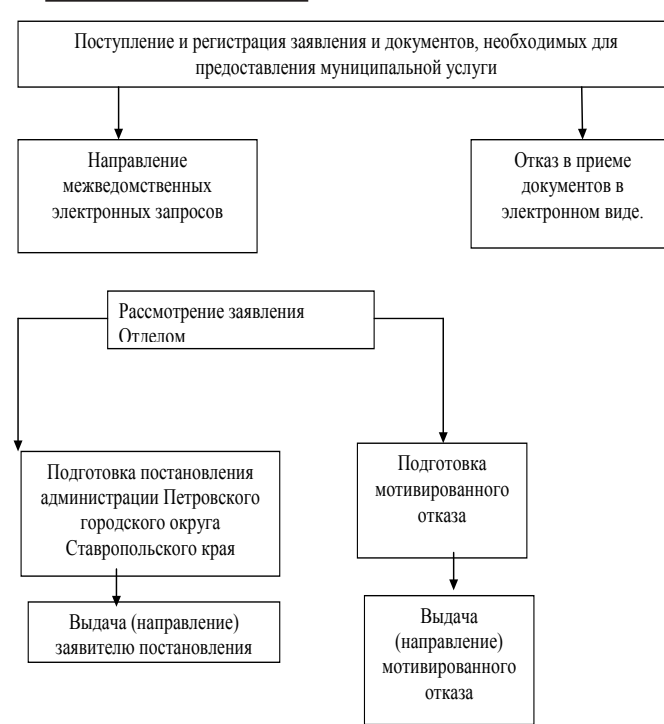 Поступление и регистрация заявления и документов, необходимых для
предоставления муниципальной услуги
Направление
межведомственных
электронных запросов
Отказ в приеме
документов в
электронном виде.
Рассмотрение заявления
Отделом
Подготовка постановления
администрации Петровского
городского округа
Ставропольского края
Подготовка
мотивированного
отказа
Выдача (направление)
заявителю постановления
Выдача
(направление)
мотивированного
отказа